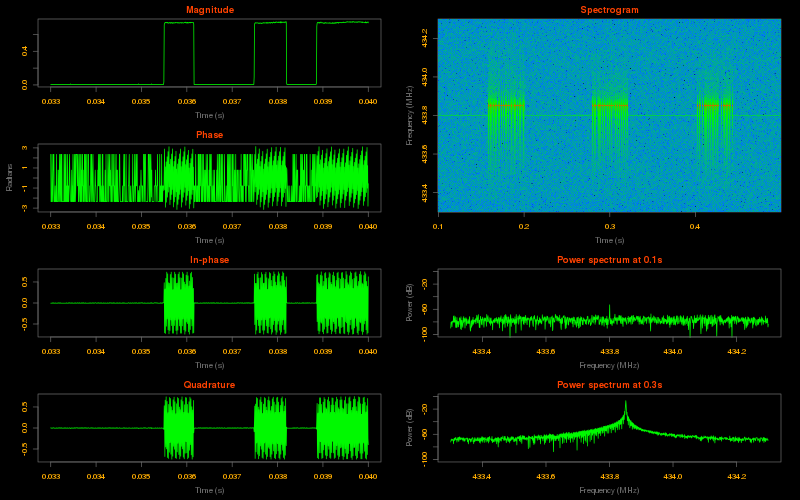 Magnitude
0.0 0.4
0.033 0.034 0.035 0.036 0.037 0.038 0.039 0.040
Time (s)
Phase
Radians
-3 -1 1 3
0.033 0.034 0.035 0.036 0.037 0.038 0.039 0.040
Time (s)
In-phase
-0.5 0.5
0.033 0.034 0.035 0.036 0.037 0.038 0.039 0.040
Time (s)
Quadrature
-0.5 0.5
0.033 0.034 0.035 0.036 0.037 0.038 0.039 0.040
Time (s)
Spectrogram
Frequency (MHz)
433.4 433.6 433.8 434.0 434.2
0.1 0.2 0.3 0.4
Time (s)
Power spectrum at 0.1s
Power (dB)
-100 -60 -20
433.4 433.6 433.8 434.0 434.2
Frequency (MHz)
Power spectrum at 0.3s
Power (dB)
-100 -60 -20
433.4 433.6 433.8 434.0 434.2
Frequency (MHz)